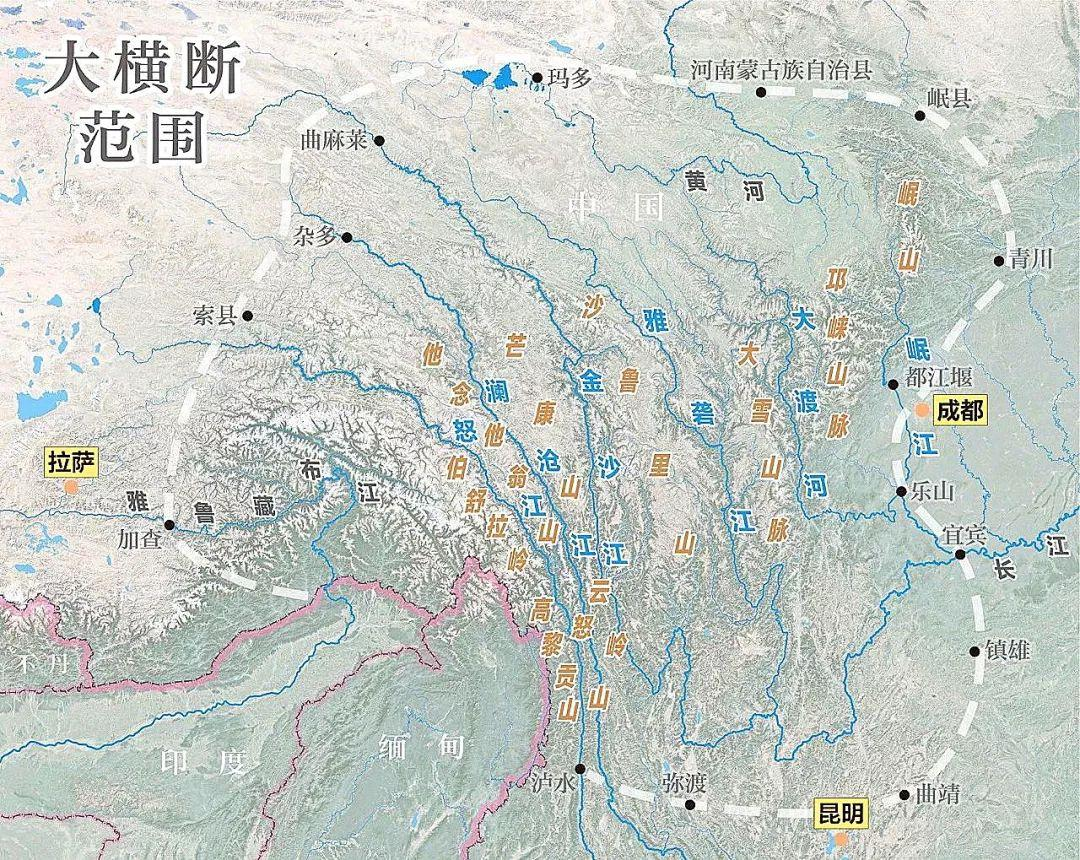 大横断
范围
玛多
河南蒙古族自治县
岷县
曲麻莱
黄河
中国
岷山
杂多
青川
邛崃山脉
索县
沙鲁里山
雅砻江
大渡河
岷江
他念他翁山
芒康山
澜沧江
金沙江
大雪山脉
都江堰
成都
怒江
伯舒拉岭
拉萨
雅鲁藏布江
加查
乐山
宜宾
长江
云岭
高黎贡山
怒山
镇雄
不丹
印度
缅甸
泸水
弥渡
曲靖
昆明